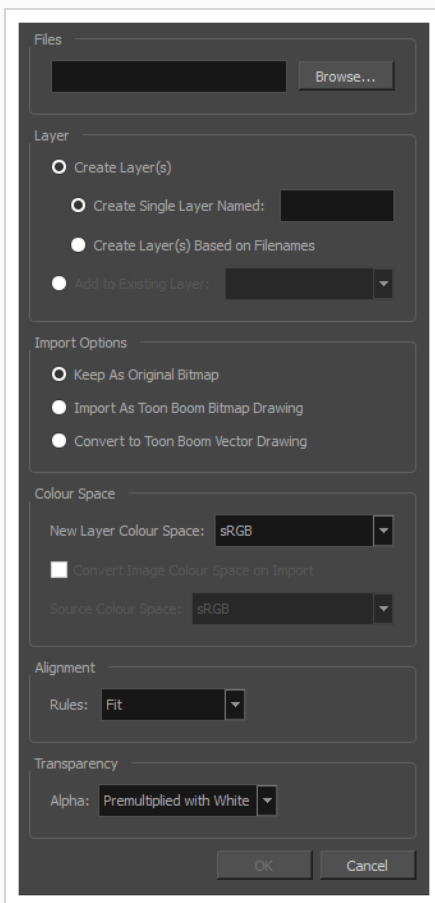 Files
Browse...
Layer
Create Layer(s)
Create Single Layer Named:
Create Layer(s) Based on Filenames
Add to Existing Layer:
Import Options
Keep As Original Bitmap
Import As Toon Boom Bitmap Drawing
Convert to Toon Boom Vector Drawing
Colour Space
New Layer Colour Space: sRGB
Convert Image Colour Space on Import
Source Colour Space: sRGB
Alignment
Rules: Fit
Transparency
Alpha: Premultiplied with White
OK Cancel